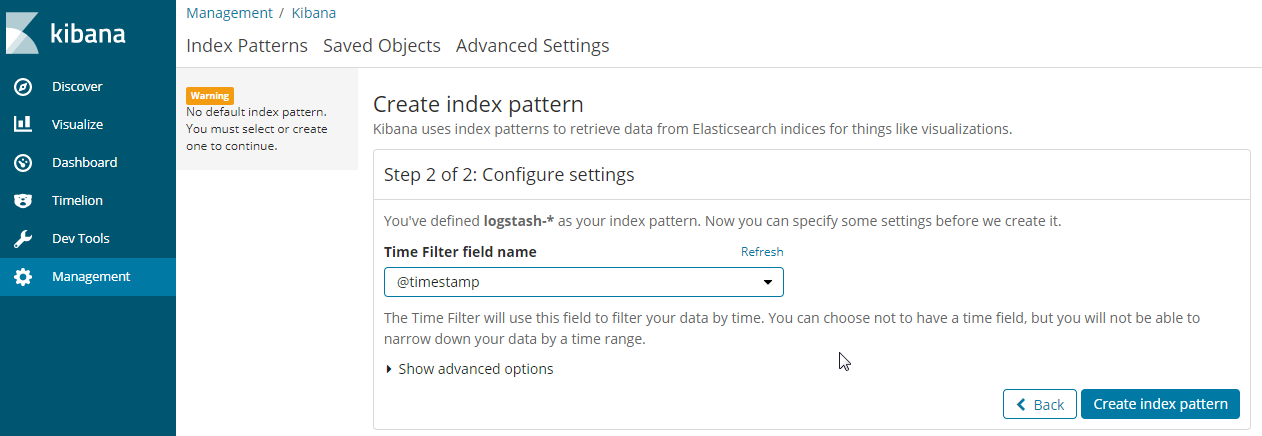 kibana
Discover
Visualize
Dashboard
Timelion
Dev Tools
Management
Management / Kibana
Index Patterns Saved Objects Advanced Settings
Warning
No default index pattern.
You must select or create
one to continue.
Create index pattern
Kibana uses index patterns to retrieve data from Elasticsearch indices for things like visualizations.
Step 2 of 2: Configure settings
You've defined logstash-* as your index pattern. Now you can specify some settings before we create it.
Time Filter field name Refresh
@timestamp
The Time Filter will use this field to filter your data by time. You can choose not to have a time field, but you will not be able to
narrow down your data by a time range.
Show advanced options
Back Create index pattern